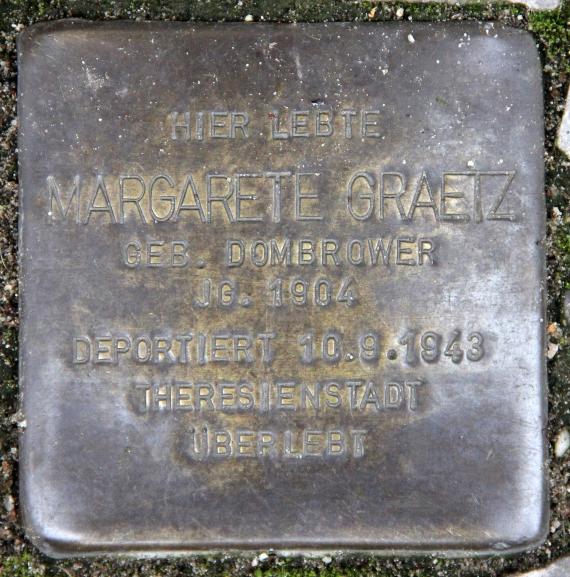 HIER LEBTE
MARGARETE GRAETZ
GEB. DOMBROWER
JG. 1904
DEPORTIERT 10.9.1943
THERESIENSTADT
ÜBERLEBT